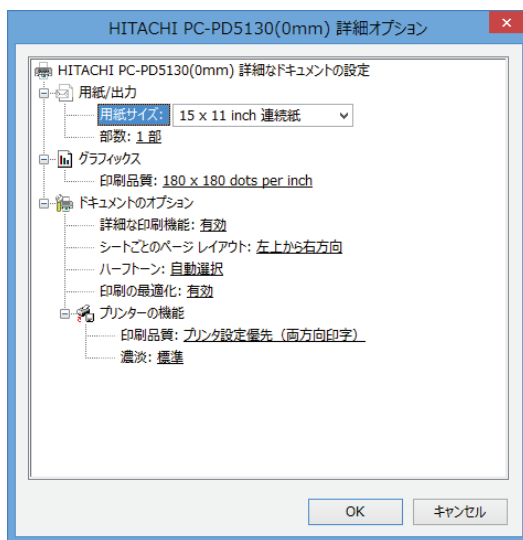 HITACHI PC-PD5130(0mm) 詳細オプション
HITACHI PC-PD5130(0mm) 詳細なドキュメントの設定
用紙/出力
用紙サイズ: 15 x 11 inch 連続紙
部数: 1 部
グラフィックス
印刷品質: 180 x 180 dots per inch
ドキュメントのオプション
詳細な印刷機能: 有効
シートごとのページ レイアウト: 左上から右方向
ハーフトーン: 自動選択
印刷の最適化: 有効
プリンターの機能
印刷品質: プリンタ設定優先（両方向印字）
濃淡: 標準
OK キャンセル